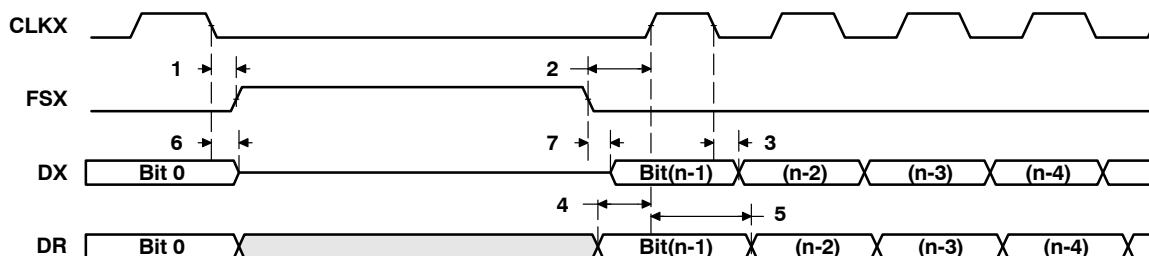 CLKX
1
2
FSX
6
7
3
DX
Bit 0
Bit(n-1)
(n-2)
(n-3)
(n-4)
4
5
DR
Bit 0
Bit(n-1)
(n-2)
(n-3)
(n-4)